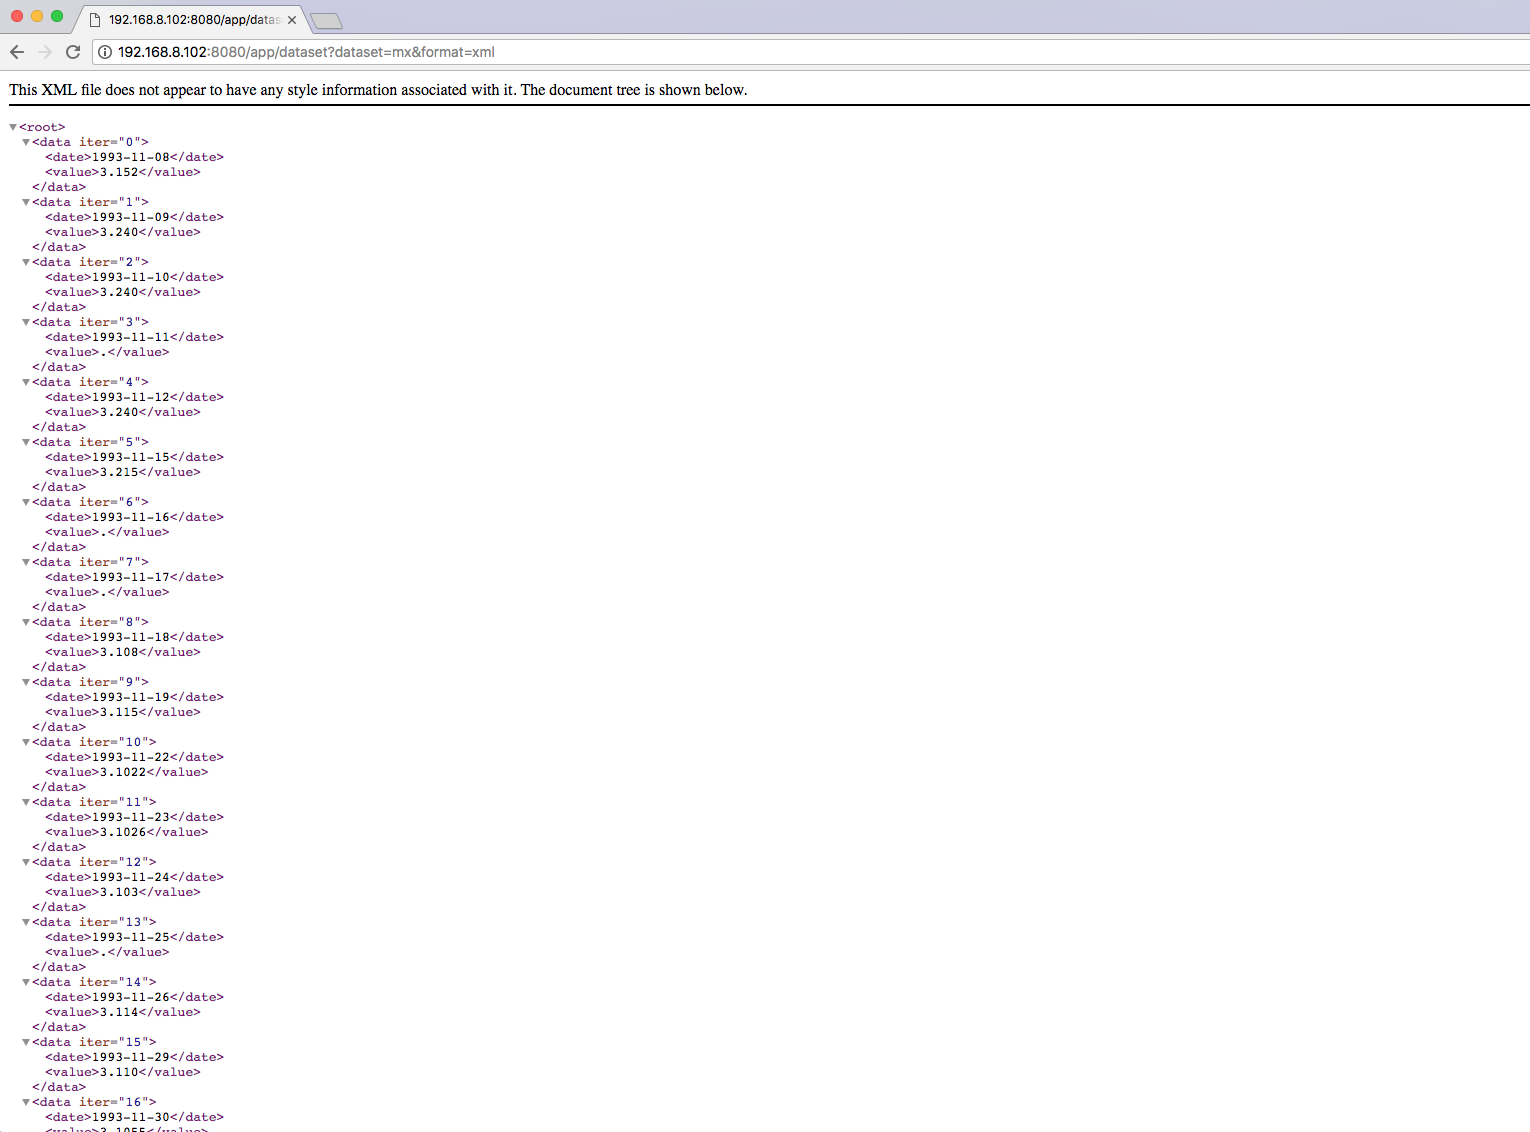 192.168.8.102:8080/app/datas
192.168.8.102:8080/app/dataset?dataset=mx&format=xml
This XML file does not appear to have any style information associated with it. The document tree is shown below.
<root>
<data iter="0">
<date>1993-11-08</date>
<value>3.152</value>
</data>
<data iter="1">
<date>1993-11-09</date>
<value>3.240</value>
</data>
<data iter="2">
<date>1993-11-10</date>
<value>3.240</value>
</data>
<data iter="3">
<date>1993-11-11</date>
<value>.</value>
</data>
<data iter="4">
<date>1993-11-12</date>
<value>3.240</value>
</data>
<data iter="5">
<date>1993-11-15</date>
<value>3.215</value>
</data>
<data iter="6">
<date>1993-11-16</date>
<value>.</value>
</data>
<data iter="7">
<date>1993-11-17</date>
<value>.</value>
</data>
<data iter="8">
<date>1993-11-18</date>
<value>3.108</value>
</data>
<data iter="9">
<date>1993-11-19</date>
<value>3.115</value>
</data>
<data iter="10">
<date>1993-11-22</date>
<value>3.1022</value>
</data>
<data iter="11">
<date>1993-11-23</date>
<value>3.1026</value>
</data>
<data iter="12">
<date>1993-11-24</date>
<value>3.103</value>
</data>
<data iter="13">
<date>1993-11-25</date>
<value>.</value>
</data>
<data iter="14">
<date>1993-11-26</date>
<value>3.114</value>
</data>
<data iter="15">
<date>1993-11-29</date>
<value>3.110</value>
</data>
<data iter="16">
<date>1993-11-30</date>
<value>3.1055</value>